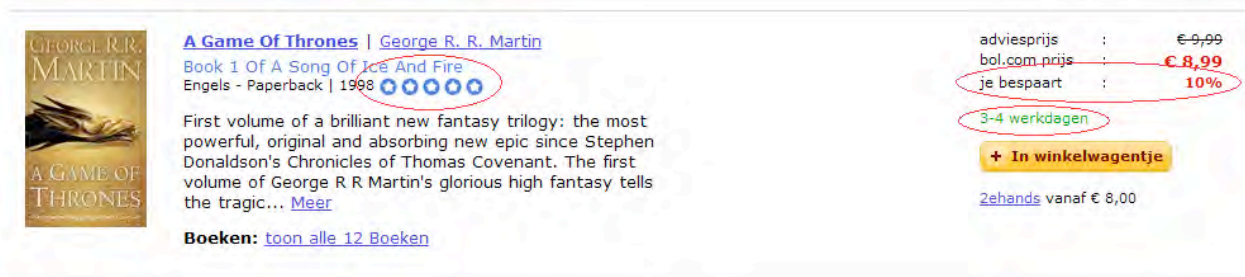 GEORGE R.R.
MARTIN
A GAME OF
THRONES
A Game Of Thrones | George R. R. Martin
Book 1 Of A Song Of Ice And Fire
Engels - Paperback | 1998
First volume of a brilliant new fantasy trilogy: the most
powerful, original and absorbing new epic since Stephen
Donaldson's Chronicles of Thomas Covenant. The first
volume of George R R Martin's glorious high fantasy tells
the tragic... Meer
Boeken: toon alle 12 Boeken
adviesprijs : € 9,99
bol.com prijs : € 8,99
je bespaart : 10%
3-4 werkdagen
+ In winkelwagentje
2ehands vanaf € 8,00